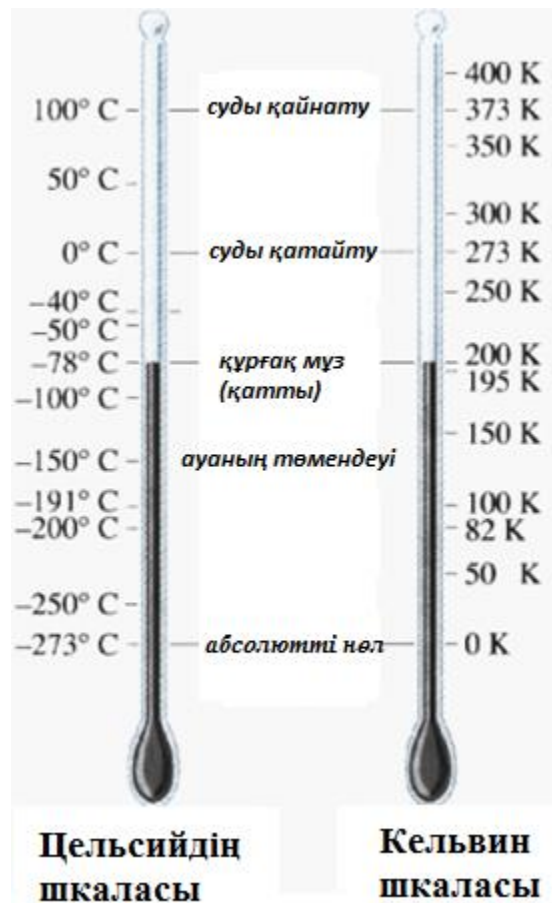 400 K
100° C
суды қайнату
373 K
350 K
50° C
300 K
0° C
суды қатайту
273 K
250 K
–40° C
–50° C
–78° C
құрғақ мұз
(қатты)
200 K
195 K
–100° C
–150° C
ауаның төмендеуі
150 K
–191° C
100 K
–200° C
82 K
50 K
–250° C
–273° C
абсолютті нөл
0 K
Цельсийдің
шкаласы
Кельвин
шкаласы